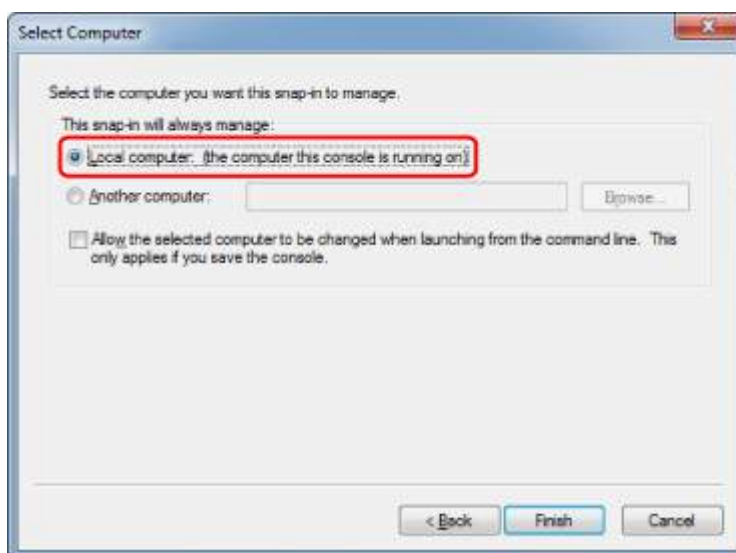 Select Computer
Select the computer you want this snap-in to manage.
This snap-in will always manage:
Local computer: (the computer this console is running on)
Another computer:
Browse...
Allow the selected computer to be changed when launching from the command line. This
only applies if you save the console.
< Back
Finish
Cancel